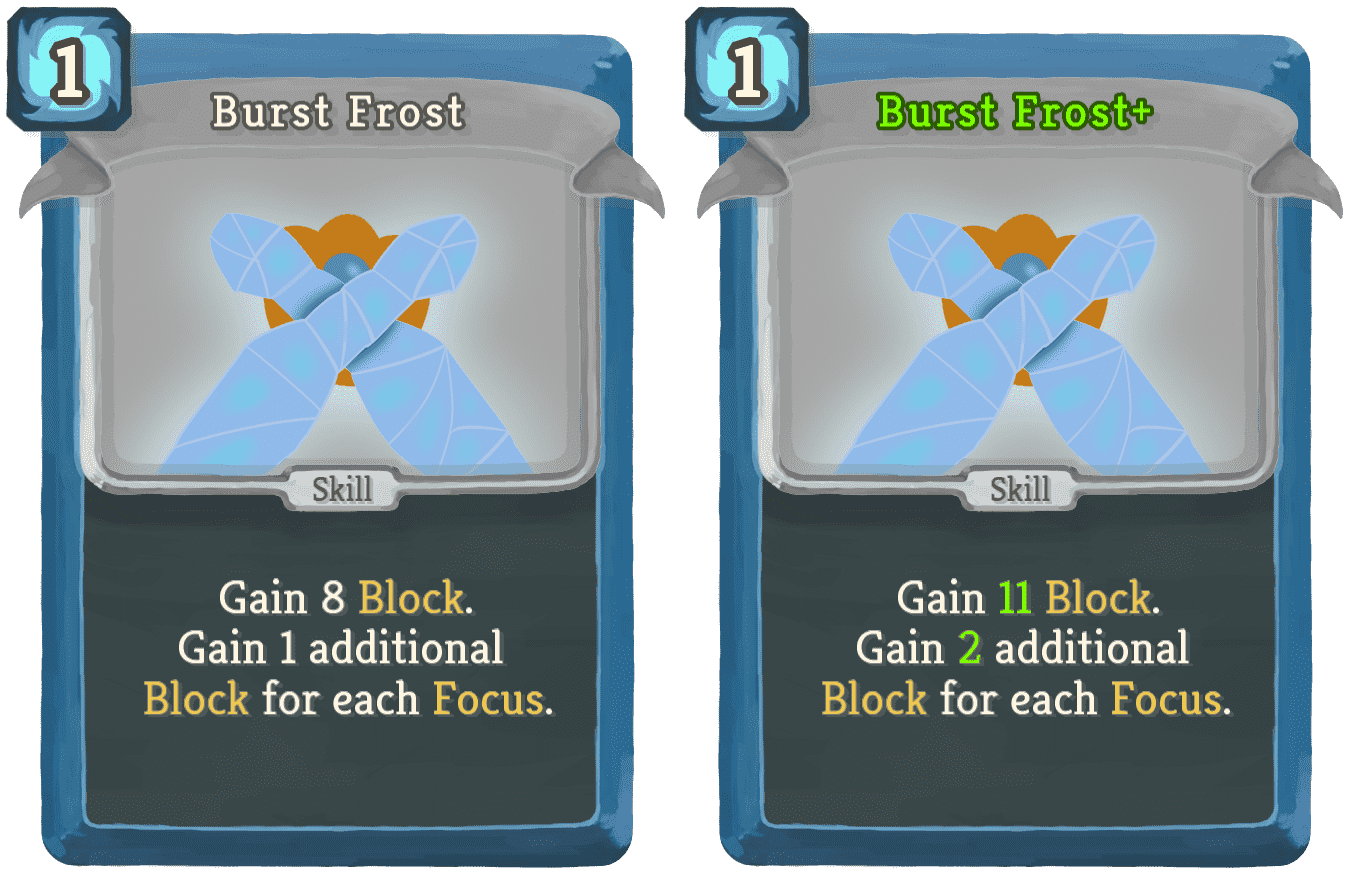 1
Burst Frost
Skill
Gain 8 Block.
Gain 1 additional
Block for each Focus.
1
Burst Frost+
Skill
Gain 11 Block.
Gain 2 additional
Block for each Focus.